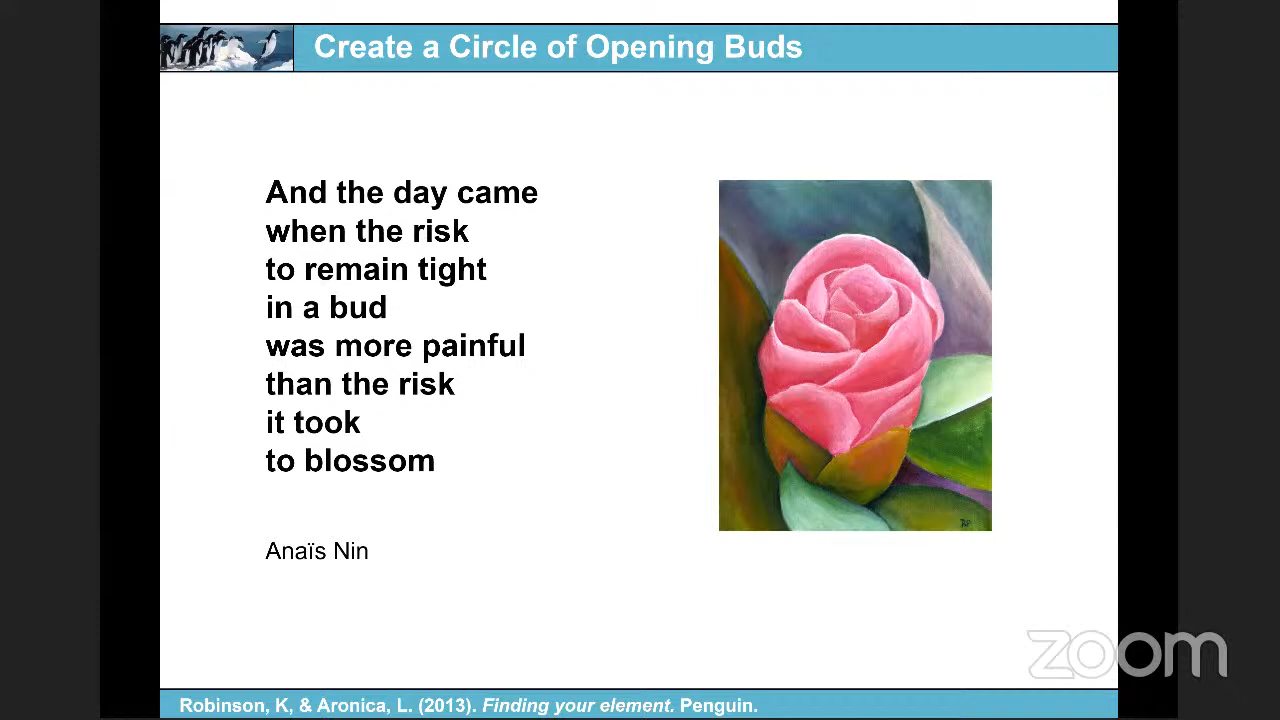 Create a Circle of Opening Buds
And the day came
when the risk
to remain tight
in a bud
was more painful
than the risk
it took
to blossom
Anaïs Nin
zoom
Robinson, K, & Aronica, L. (2013). Finding your element. Penguin.